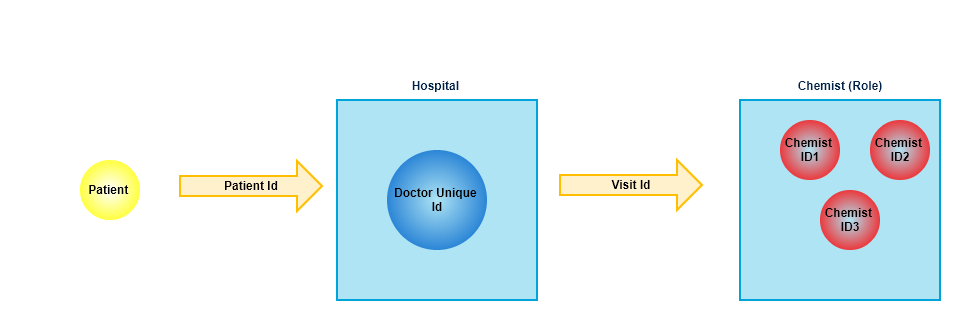 Hospital
Chemist (Role)
Patient
Patient Id
Doctor Unique
Id
Visit Id
Chemist
ID1
Chemist
ID2
Chemist
ID3